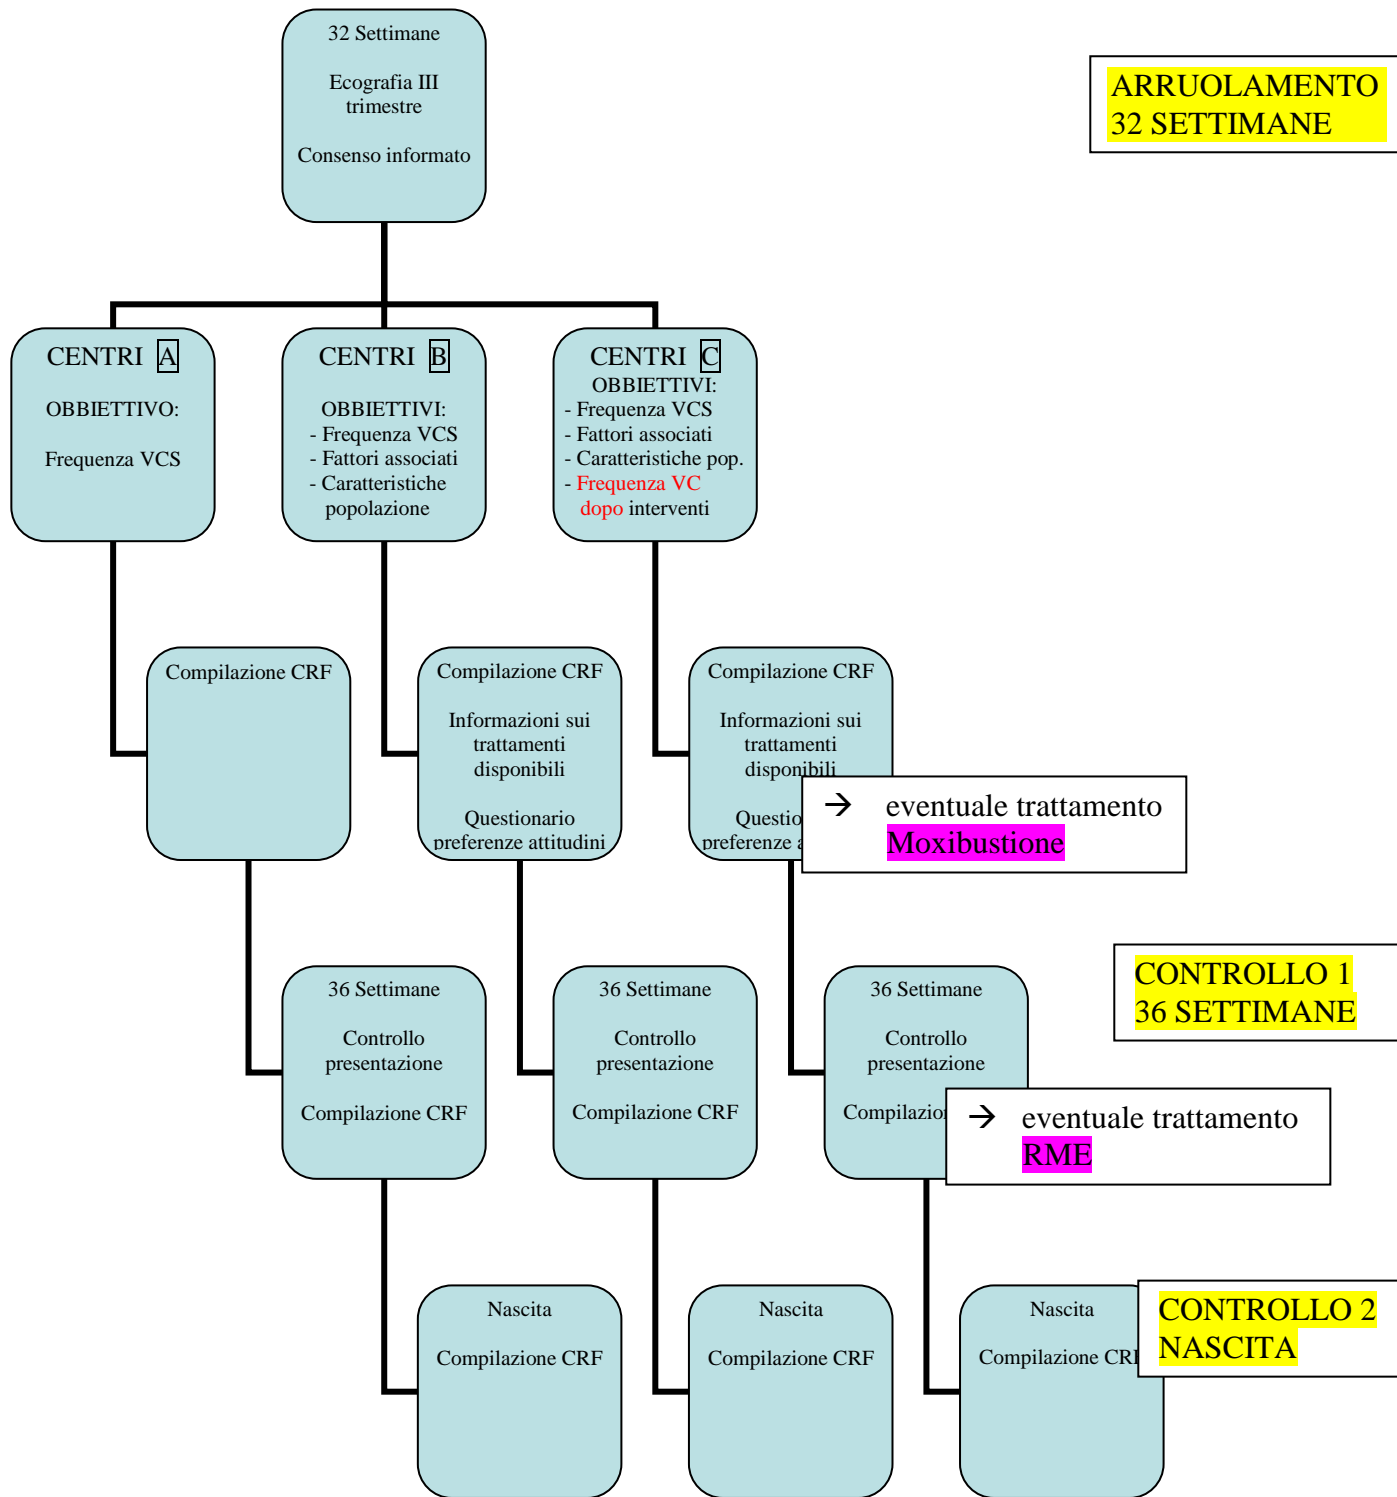 32 Settimane
Ecografia III
trimestre
Consenso informato
ARRUOLAMENTO
32 SETTIMANE
CENTRI A
OBBIETTIVO:
Frequenza VCS
CENTRI B
OBBIETTIVI:
- Frequenza VCS
- Fattori associati
- Caratteristiche
popolazione
CENTRI C
OBBIETTIVI:
- Frequenza VCS
- Fattori associati
- Caratteristiche pop.
- Frequenza VC
dopo interventi
Compilazione CRF
Compilazione CRF
Informazioni sui
trattamenti
disponibili
Questionario
preferenze attitudini
Compilazione CRF
Informazioni sui
trattamenti
disponibili
Questio
preferenze
→ eventuale trattamento
Moxibustione
CONTROLLO 1
36 SETTIMANE
36 Settimane
Controllo
presentazione
Compilazione CRF
36 Settimane
Controllo
presentazione
Compilazione CRF
36 Settimane
Controllo
presentazione
Compilazion
→ eventuale trattamento
RME
CONTROLLO 2
NASCITA
Nascita
Compilazione CRF
Nascita
Compilazione CRF
Nascita
Compilazione CRF